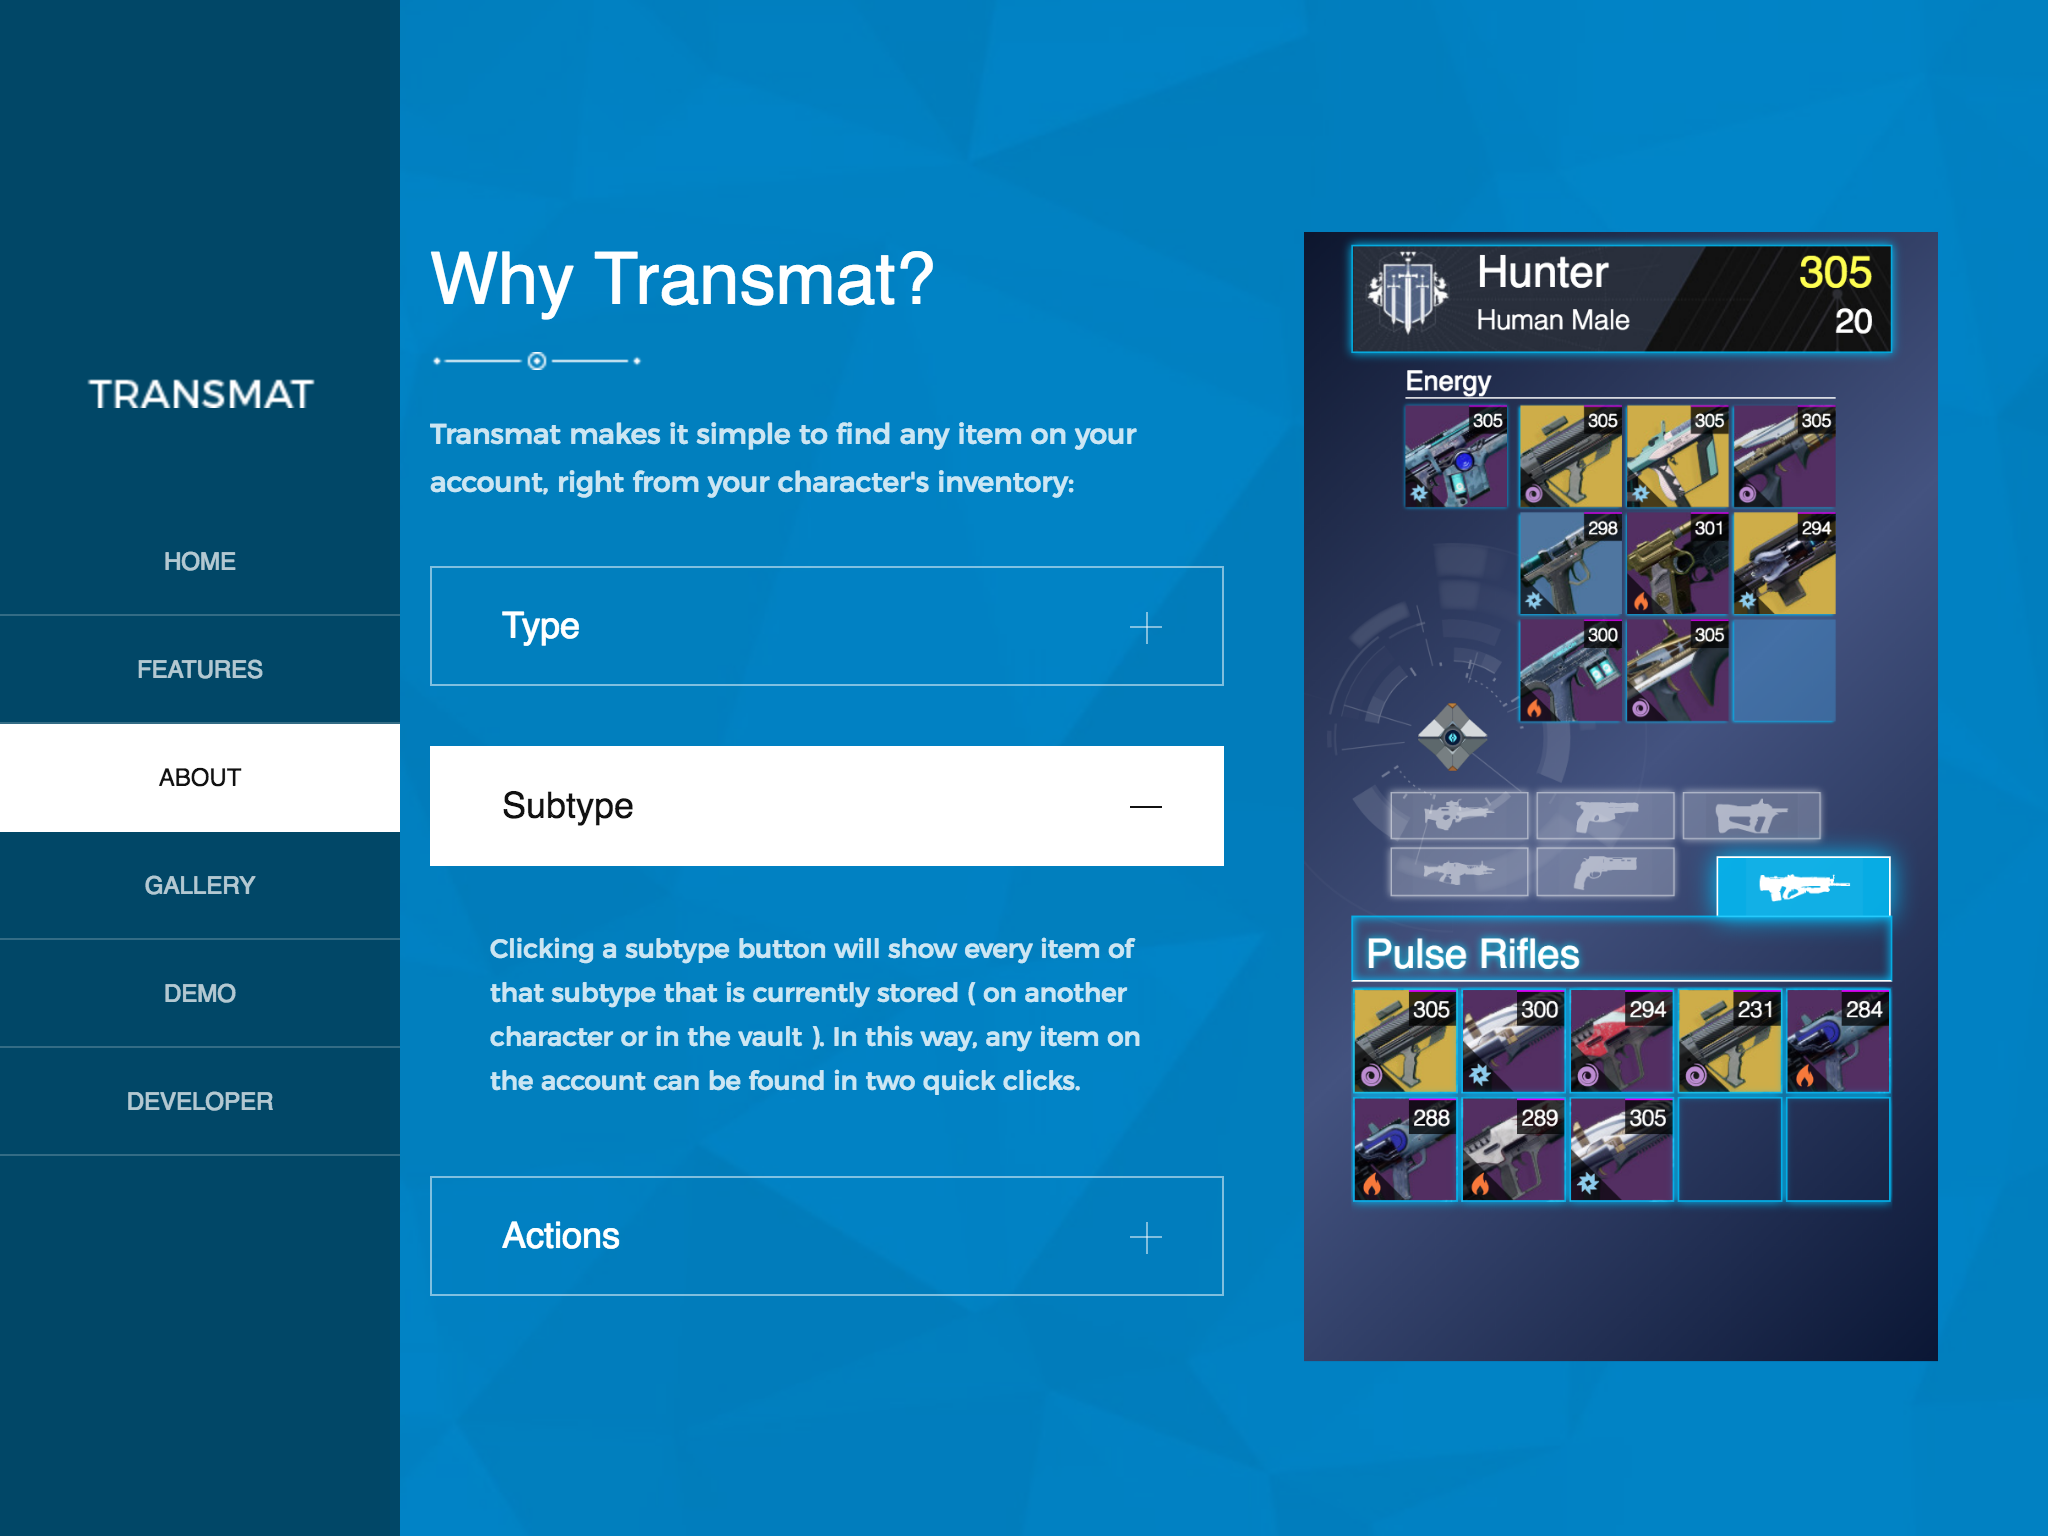 TRANSMAT
HOME
FEATURES
ABOUT
GALLERY
DEMO
DEVELOPER
Why Transmat?
Transmat makes it simple to find any item on your
account, right from your character's inventory:
Type
Subtype
Clicking a subtype button will show every item of
that subtype that is currently stored ( on another
character or in the vault ). In this way, any item on
the account can be found in two quick clicks.
Actions
Hunter 305
Human Male 20
Energy
305 305 305 305
298 301 294
300 305
Pulse Rifles
305 300 294 231 284
288 289 305